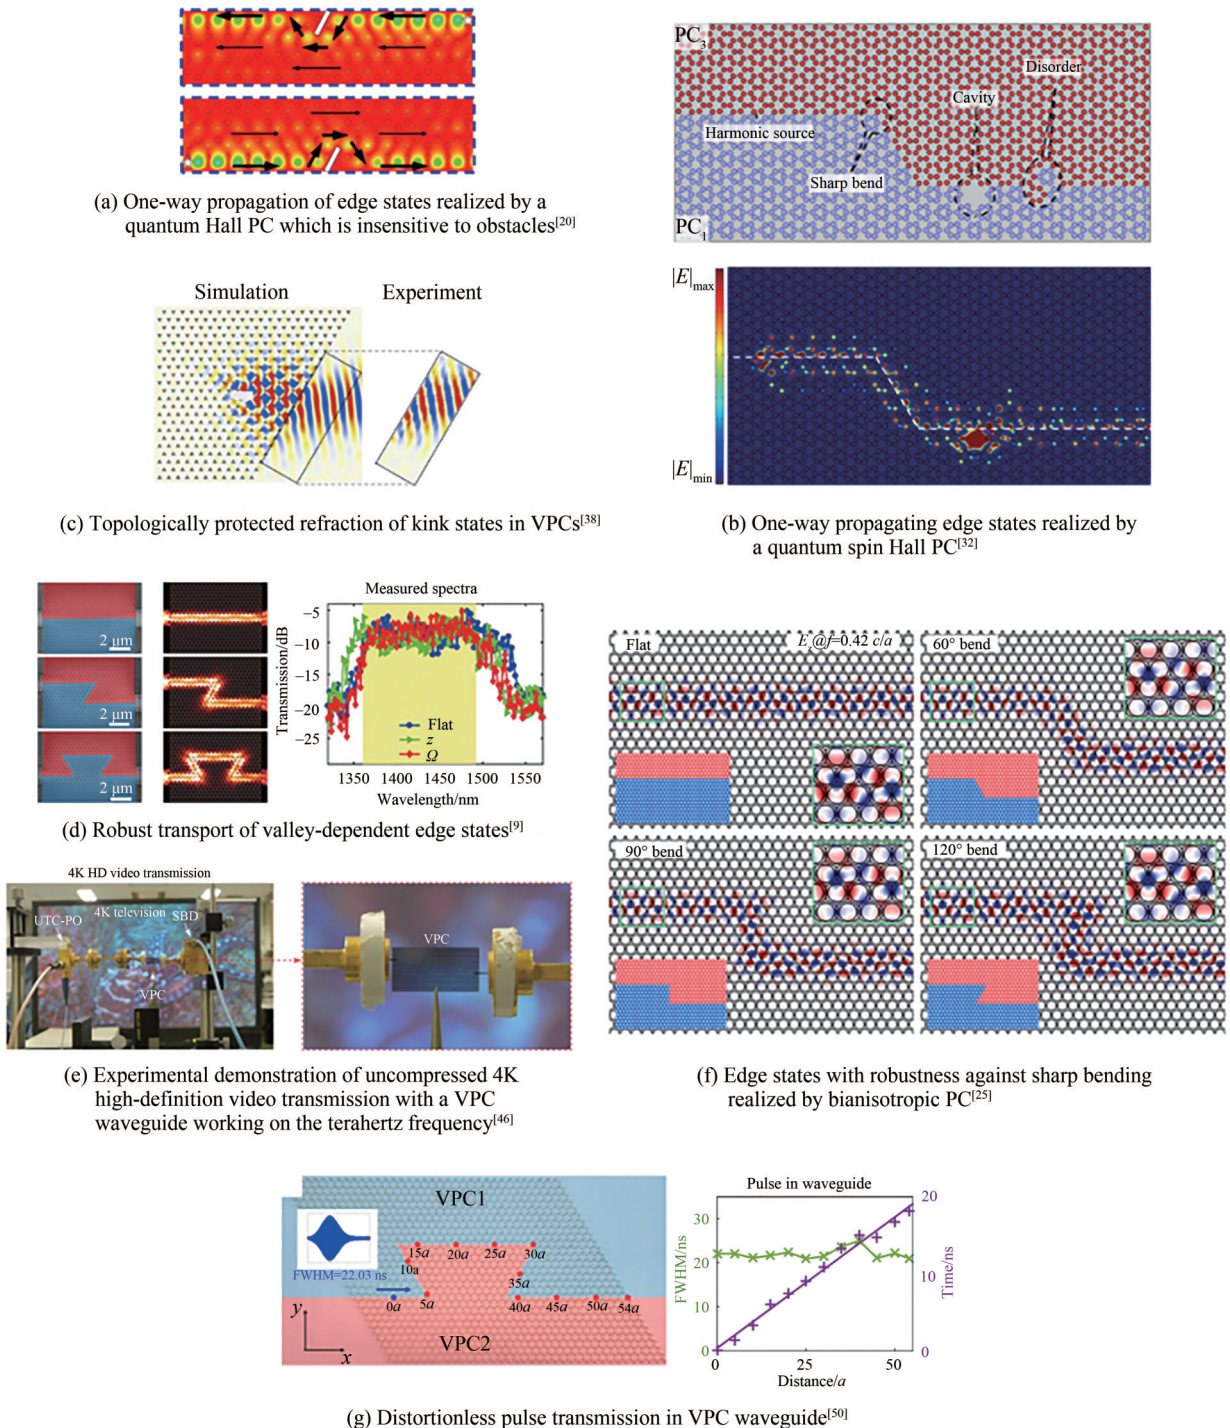 (a) One-way propagation of edge states realized by a
quantum Hall PC which is insensitive to obstacles[20]
PC3
Disorder
Cavity
Harmonic source
Sharp bend
PC1
|E|max
|E|min
(b) One-way propagating edge states realized by
a quantum spin Hall PC[32]
Simulation
Experiment
(c) Topologically protected refraction of kink states in VPCs[38]
2 μm
2 μm
2 μm
Measured spectra
Transmission/dB
−5
−10
−15
−20
−25
Flat
z
Ω
1350 1400 1450 1500 1550
Wavelength/nm
(d) Robust transport of valley-dependent edge states[9]
4K HD video transmission
UTC-PO
4K television
SBD
VPC
VPC
(e) Experimental demonstration of uncompressed 4K
high-definition video transmission with a VPC
waveguide working on the terahertz frequency[46]
Flat
Ez@f=0.42 c/a
60° bend
90° bend
120° bend
(f) Edge states with robustness against sharp bending
realized by bianisotropic PC[25]
VPC1
FWHM=22.03 ns
15a 20a 25a 30a
10a
35a
0a
5a
40a 45a 50a 54a
y
x
VPC2
Pulse in waveguide
FWHM/ns
30
20
10
0
Time/ns
20
10
0
0 25 50
Distance/a
(g) Distortionless pulse transmission in VPC waveguide[50]